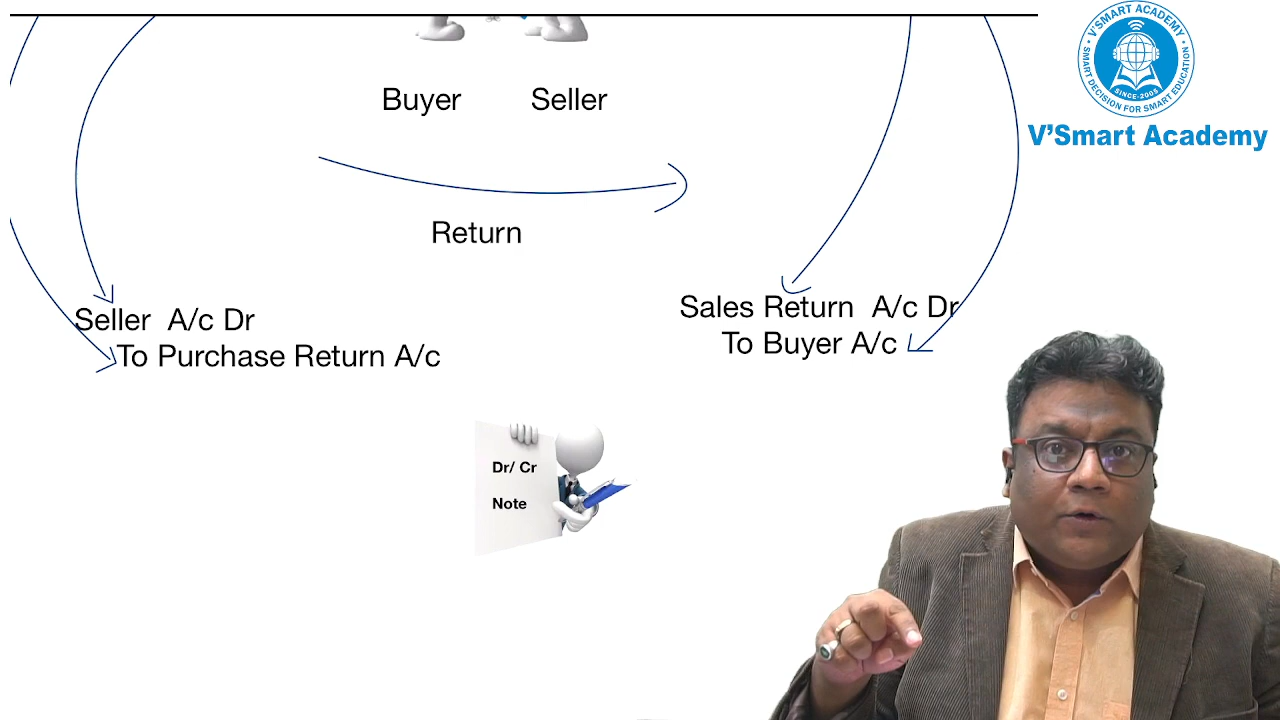 Buyer
Seller
Return
Seller A/c Dr
To Purchase Return A/c
Sales Return A/c Dr
To Buyer A/c
Dr/ Cr
Note
V'SMART ACADEMY
SMART DECISION FOR SMART EDUCATION
SINCE-2005
V'Smart Academy